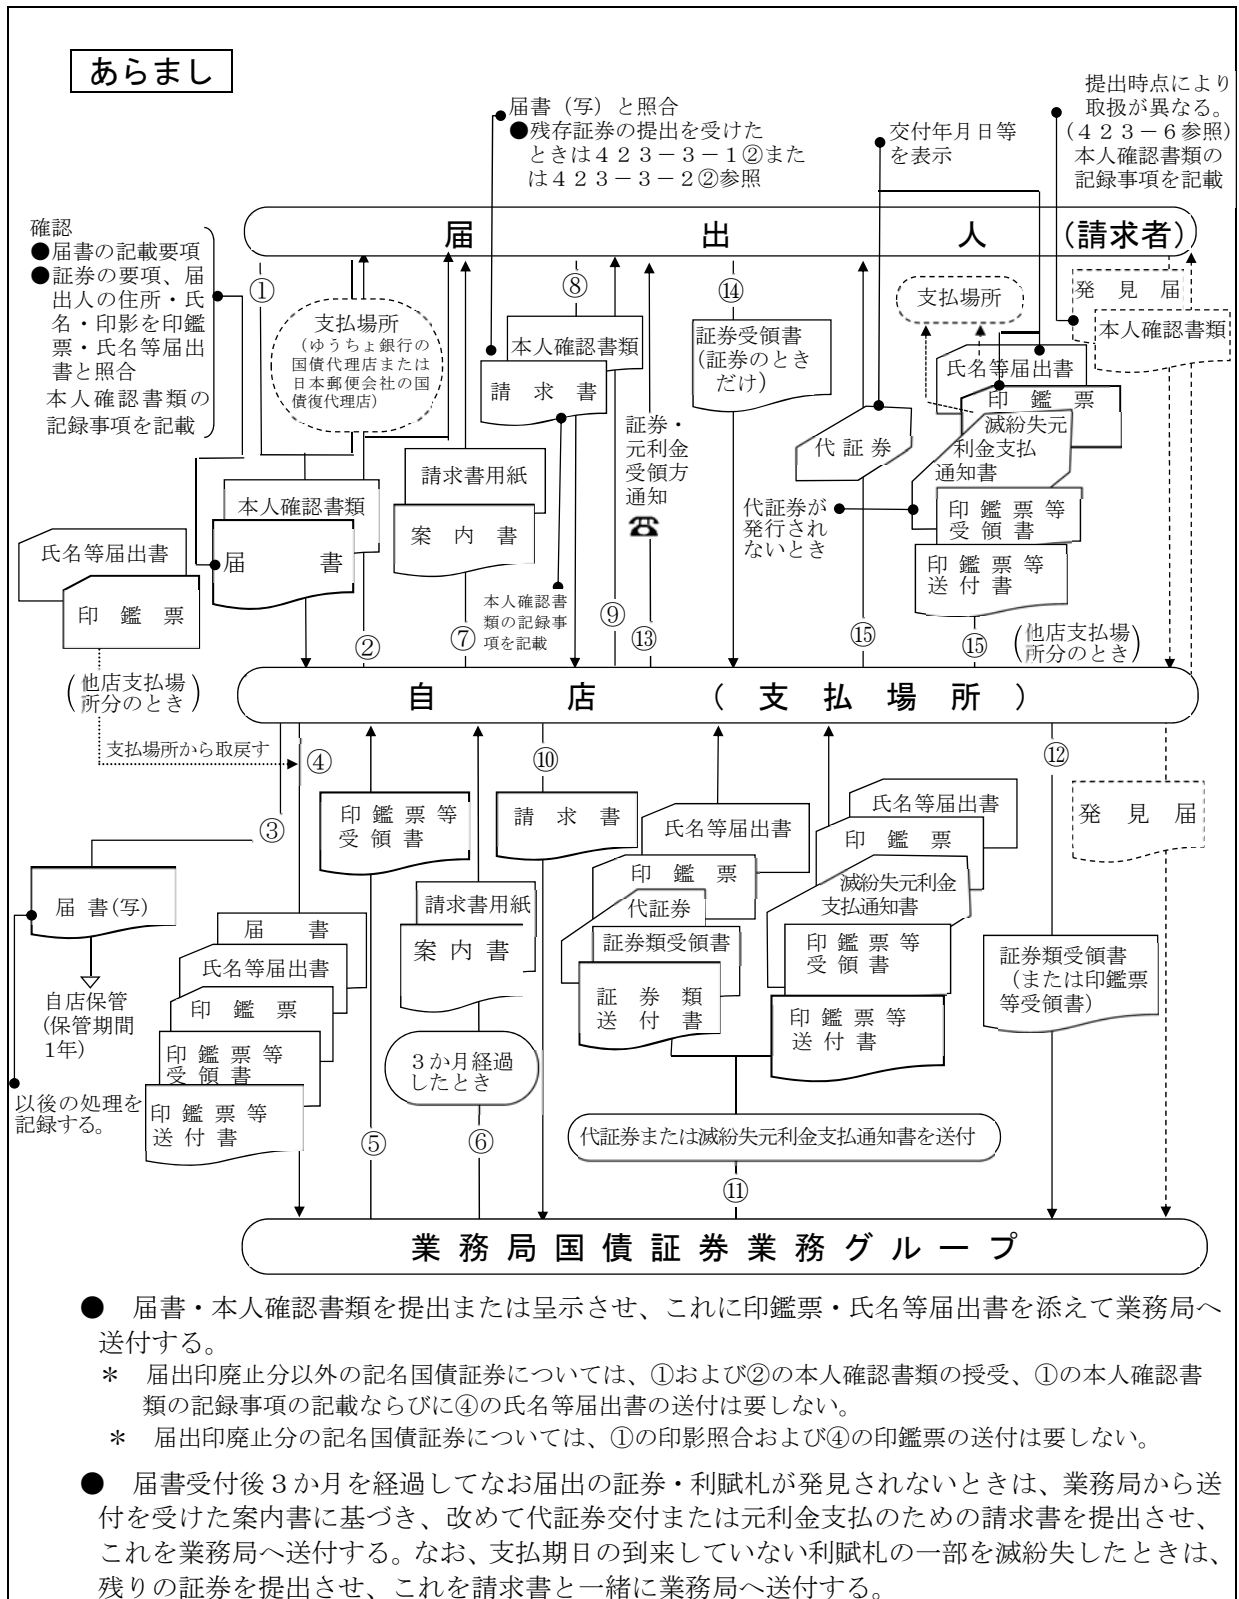 あらまし
届書（写）と照合
●残存証券の提出を受けた
ときは４２３－３－１②また
は４２３－３－２②参照
交付年月日等
を表示
提出時点により
取扱が異なる。
（４２３－６参照）
本人確認書類の
記録事項を記載
確認
●届書の記載要項
●証券の要項、届
出人の住所・氏
名・印影を印鑑
票・氏名等届出
書と照合
本人確認書類の
記録事項を記載
届 出 人 (請求者)
①
支払場所
（ゆうちょ銀行の
国債代理店または
日本郵便会社の国
債復代理店）
⑧
本人確認書類
請 求 書
⑭
証券受領書
(証券のとき
だけ)
支払場所
発 見 届
本人確認書類
氏名等届出書
印 鑑 票
滅紛失元
利金支払
通知書
代 証 券
証券・
元利金
受領方
通知
☎
請求書用紙
案 内 書
本人確認書類
届 書
氏名等届出書
印 鑑 票
代証券が
発行され
ないとき
印 鑑 票 等
受 領 書
印 鑑 票 等
送 付 書
本人確認書
類の記録事
項を記載
②
⑦
⑨
⑬
⑮
⑮
(他店支払場
所分のとき)
(他店支払場
所分のとき)
自 店 （ 支 払 場 所 ）
支払場所から取戻す
④
⑩
⑫
③
印 鑑 票 等
受 領 書
請 求 書
氏名等届出書
印 鑑 票
代証券
証券類受領書
証 券 類
送 付 書
氏名等届出書
印 鑑 票
滅紛失元利金
支払通知書
印 鑑 票 等
受 領 書
印 鑑 票 等
送 付 書
発 見 届
届 書(写)
請求書用紙
案 内 書
証券類受領書
(または印鑑票
等受領書)
自店保管
(保管期間
1年)
届 書
氏名等届出書
印 鑑 票
印 鑑 票 等
受 領 書
印 鑑 票 等
送 付 書
以後の処理を
記録する。
３か月経過
したとき
⑤
⑥
代証券または滅紛失元利金支払通知書を送付
⑪
業 務 局 国 債 証 券 業 務 グ ル ー プ
●　届書・本人確認書類を提出または呈示させ、これに印鑑票・氏名等届出書を添えて業務局へ
送付する。
＊　届出印廃止分以外の記名国債証券については、①および②の本人確認書類の授受、①の本人確認書
類の記録事項の記載ならびに④の氏名等届出書の送付は要しない。
＊　届出印廃止分の記名国債証券については、①の印影照合および④の印鑑票の送付は要しない。
●　届書受付後３か月を経過してなお届出の証券・利賦札が発見されないときは、業務局から送
付を受けた案内書に基づき、改めて代証券交付または元利金支払のための請求書を提出させ、
これを業務局へ送付する。なお、支払期日の到来していない利賦札の一部を滅紛失したときは、
残りの証券を提出させ、これを請求書と一緒に業務局へ送付する。